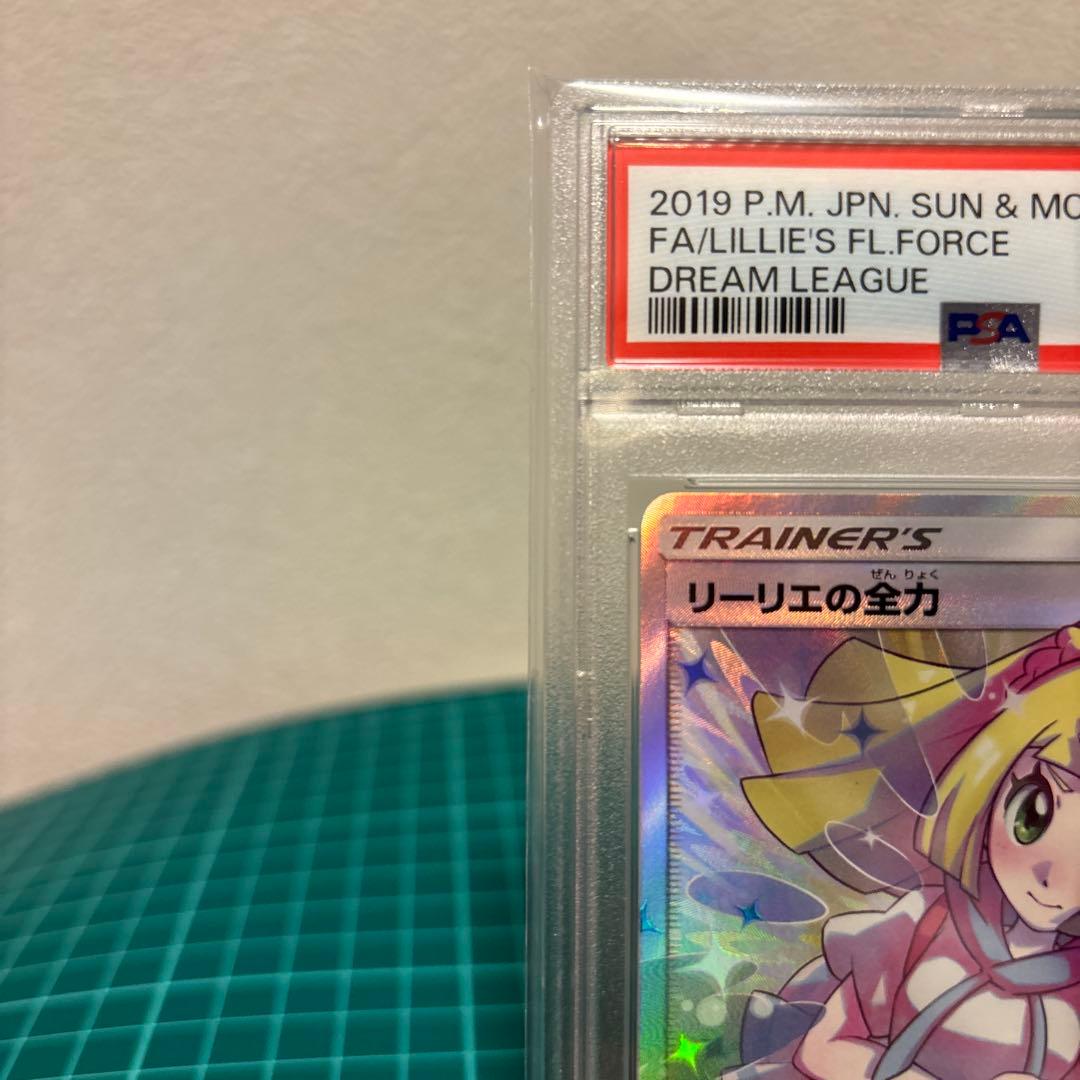 2019 P.M. JPN. SUN & MO
FA/LILLIE'S FL.FORCE
DREAM LEAGUE
PSA
TRAINER'S
ぜんりょく
リーリエの全力